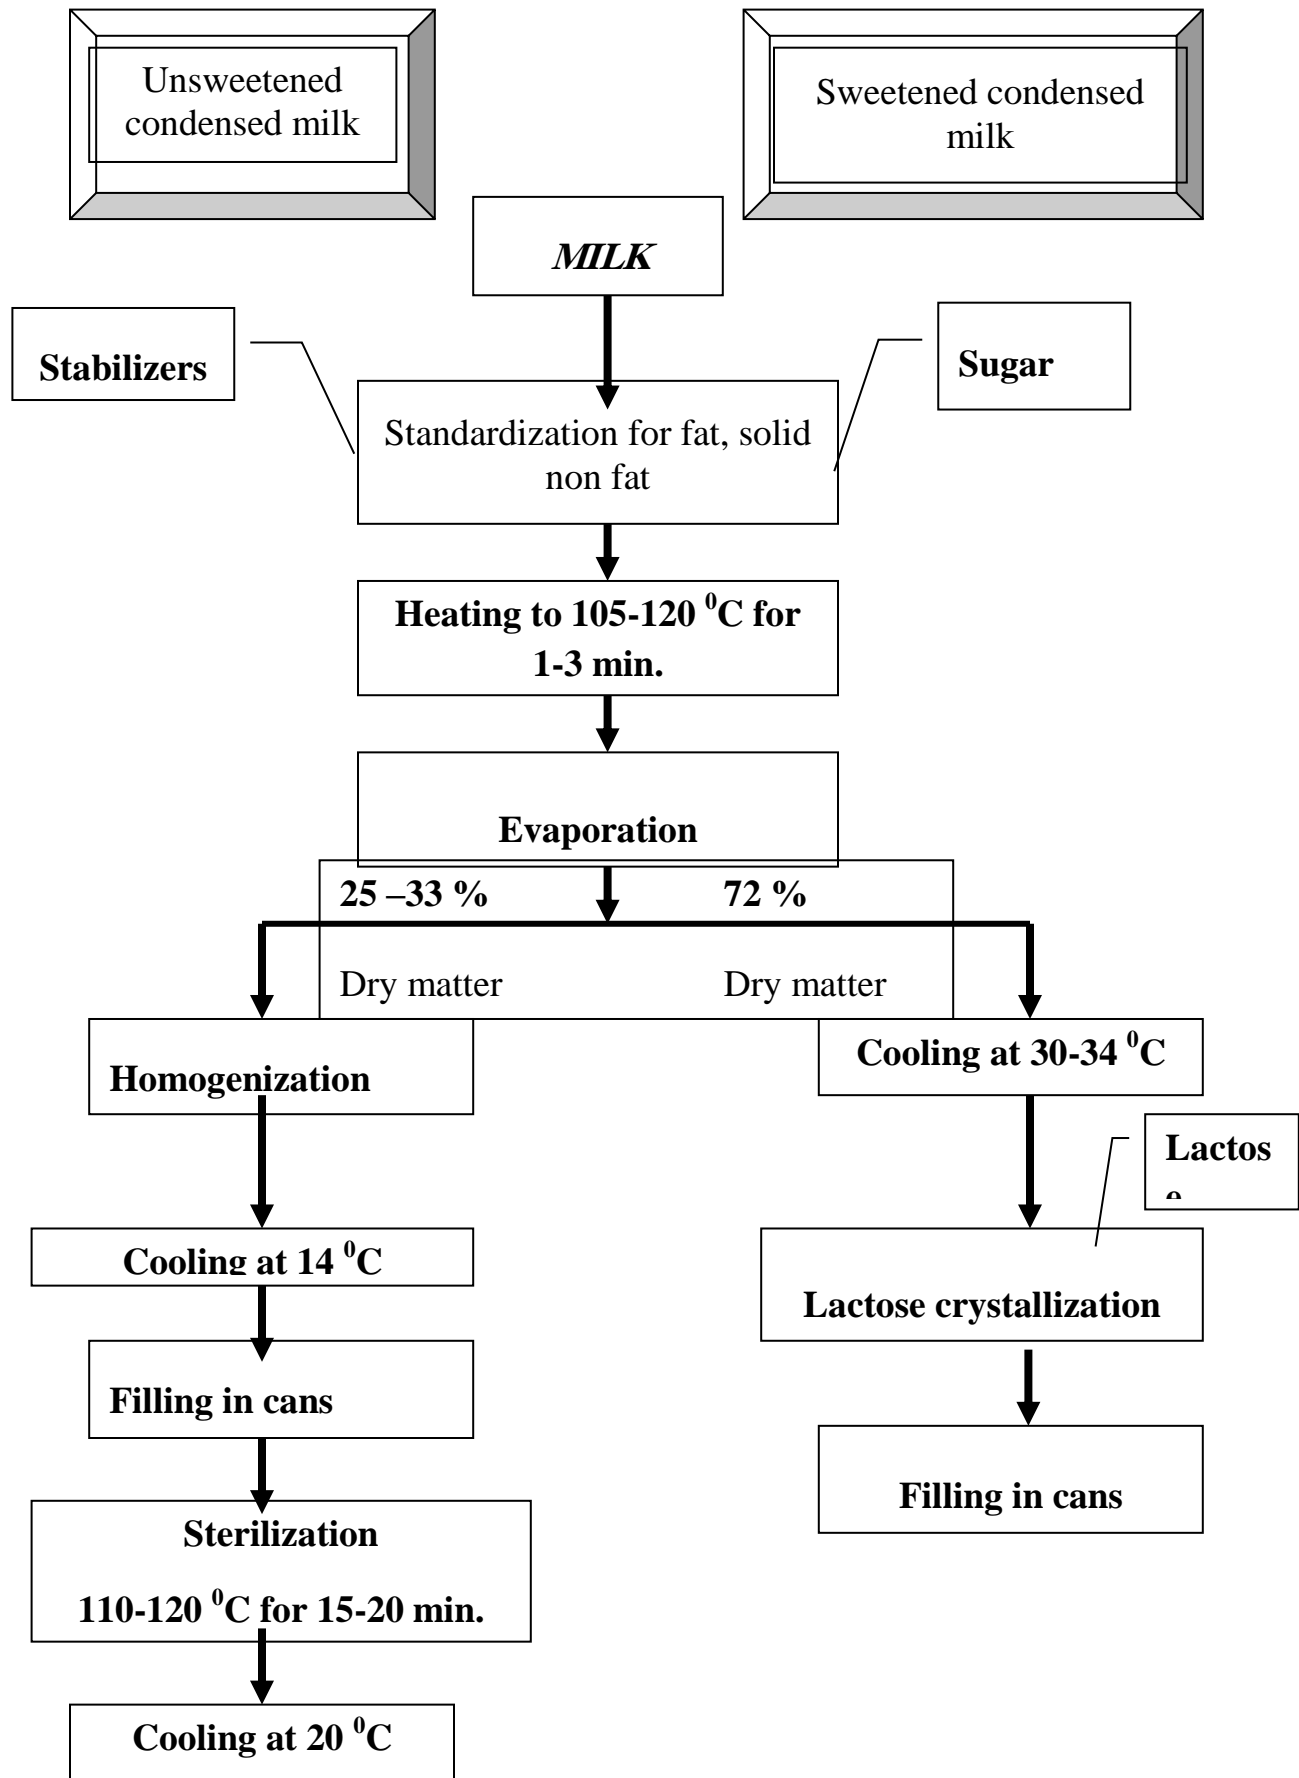 Unsweetened
condensed milk
Sweetened condensed
milk
MILK
Stabilizers
Sugar
Standardization for fat, solid
non fat
Heating to 105-120 ⁰C for
1-3 min.
Evaporation
25 –33 % 72 %
Dry matter Dry matter
Homogenization
Cooling at 30-34 ⁰C
Lactos
e
Cooling at 14 ⁰C
Lactose crystallization
Filling in cans
Filling in cans
Sterilization
110-120 ⁰C for 15-20 min.
Cooling at 20 ⁰C